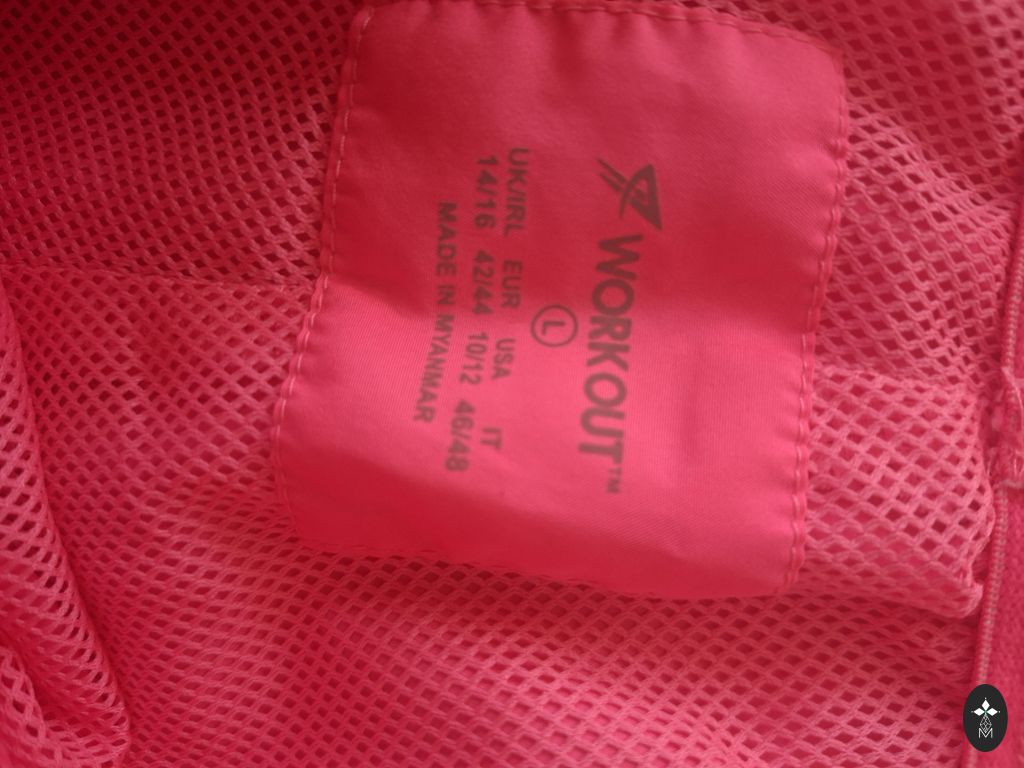 WORKOUT™
L
UK/IRL EUR USA IT
14/16 42/44 10/12 46/48
MADE IN MYANMAR
M